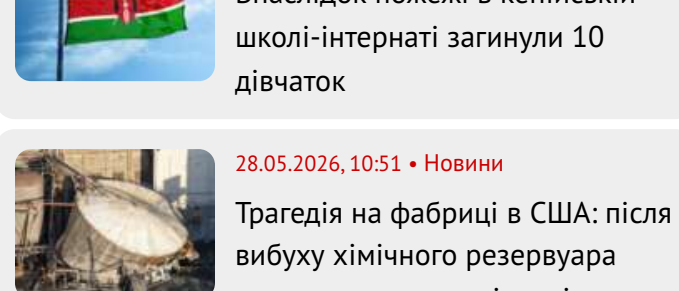 школі-інтернаті загинули 10
дівчаток
28.05.2026, 10:51 • Новини
Трагедія на фабриці в США: після
вибуху хімічного резервуара